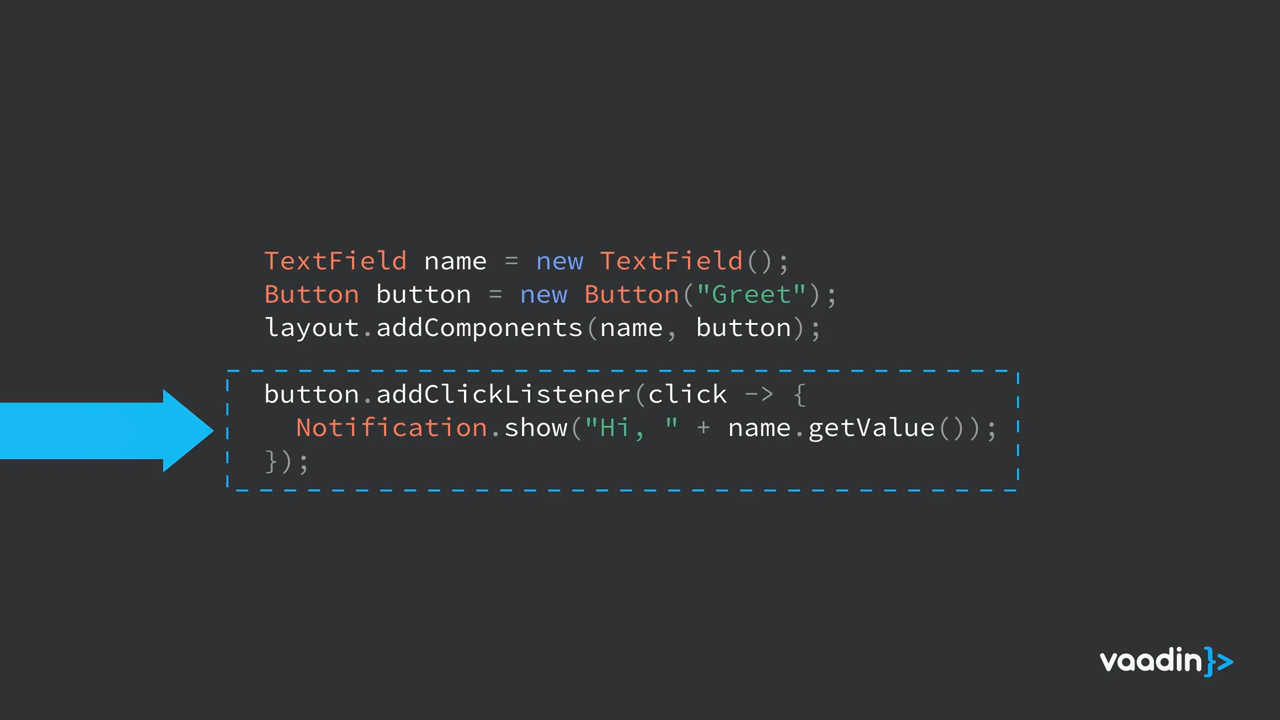 TextField name = new TextField();
Button button = new Button("Greet");
layout.addComponents(name, button);
button.addClickListener(click -> {
  Notification.show("Hi, " + name.getValue());
});
vaadin}>